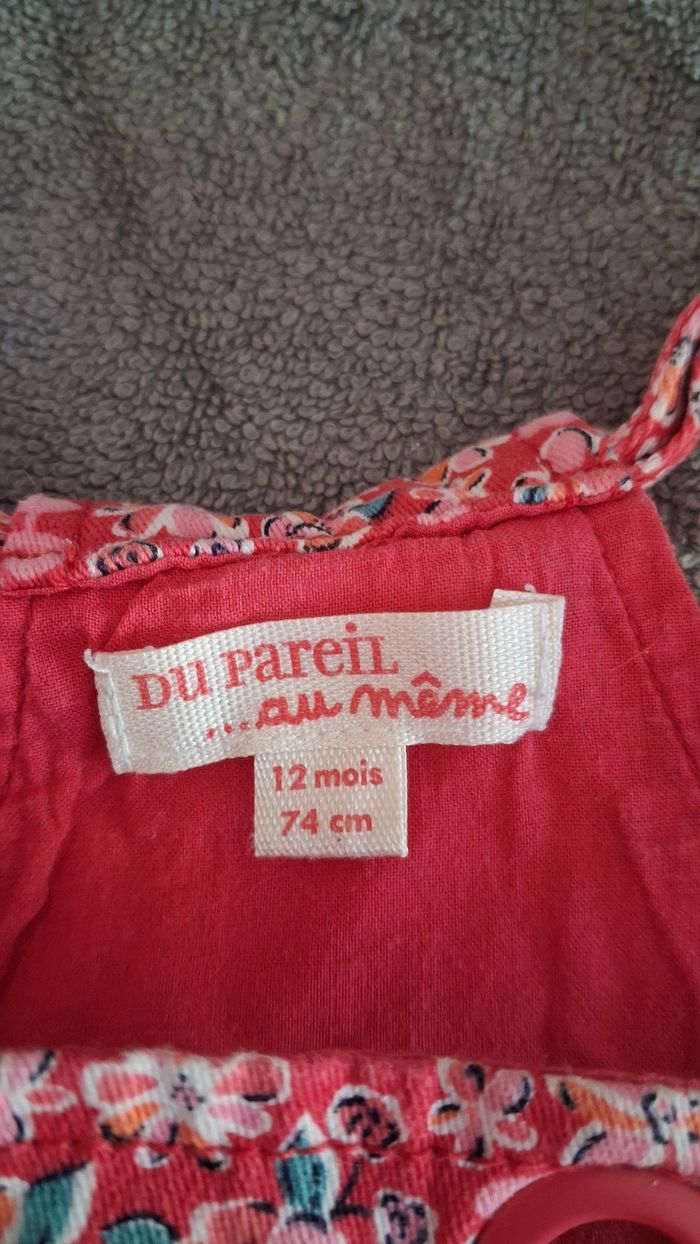 DU PareiL
...au même
12 mois
74 cm